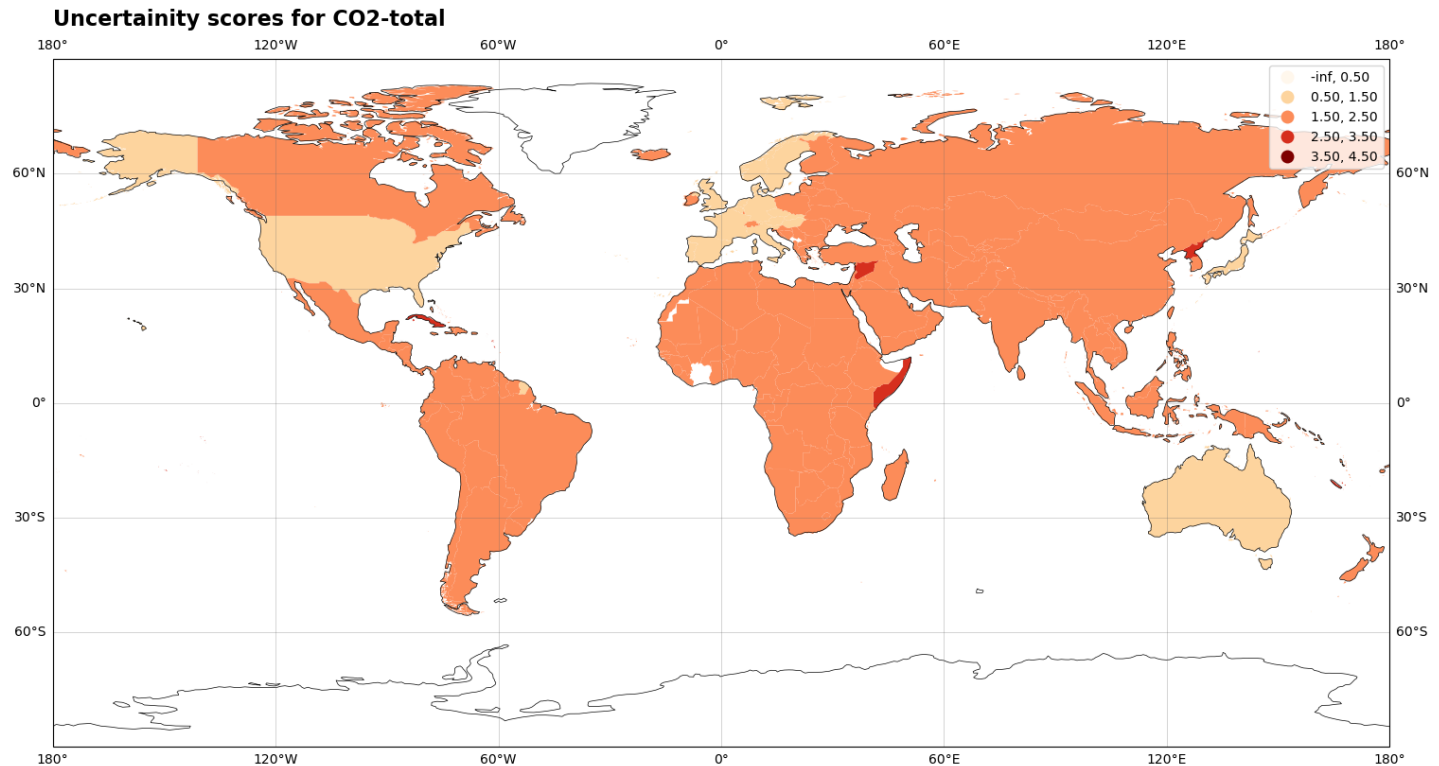 Uncertainity scores for CO2-total
180° 120°W 60°W 0° 60°E 120°E 180°
-inf, 0.50
0.50, 1.50
1.50, 2.50
2.50, 3.50
3.50, 4.50
60°N 60°N
30°N 30°N
0° 0°
30°S 30°S
60°S 60°S
180° 120°W 60°W 0° 60°E 120°E 180°